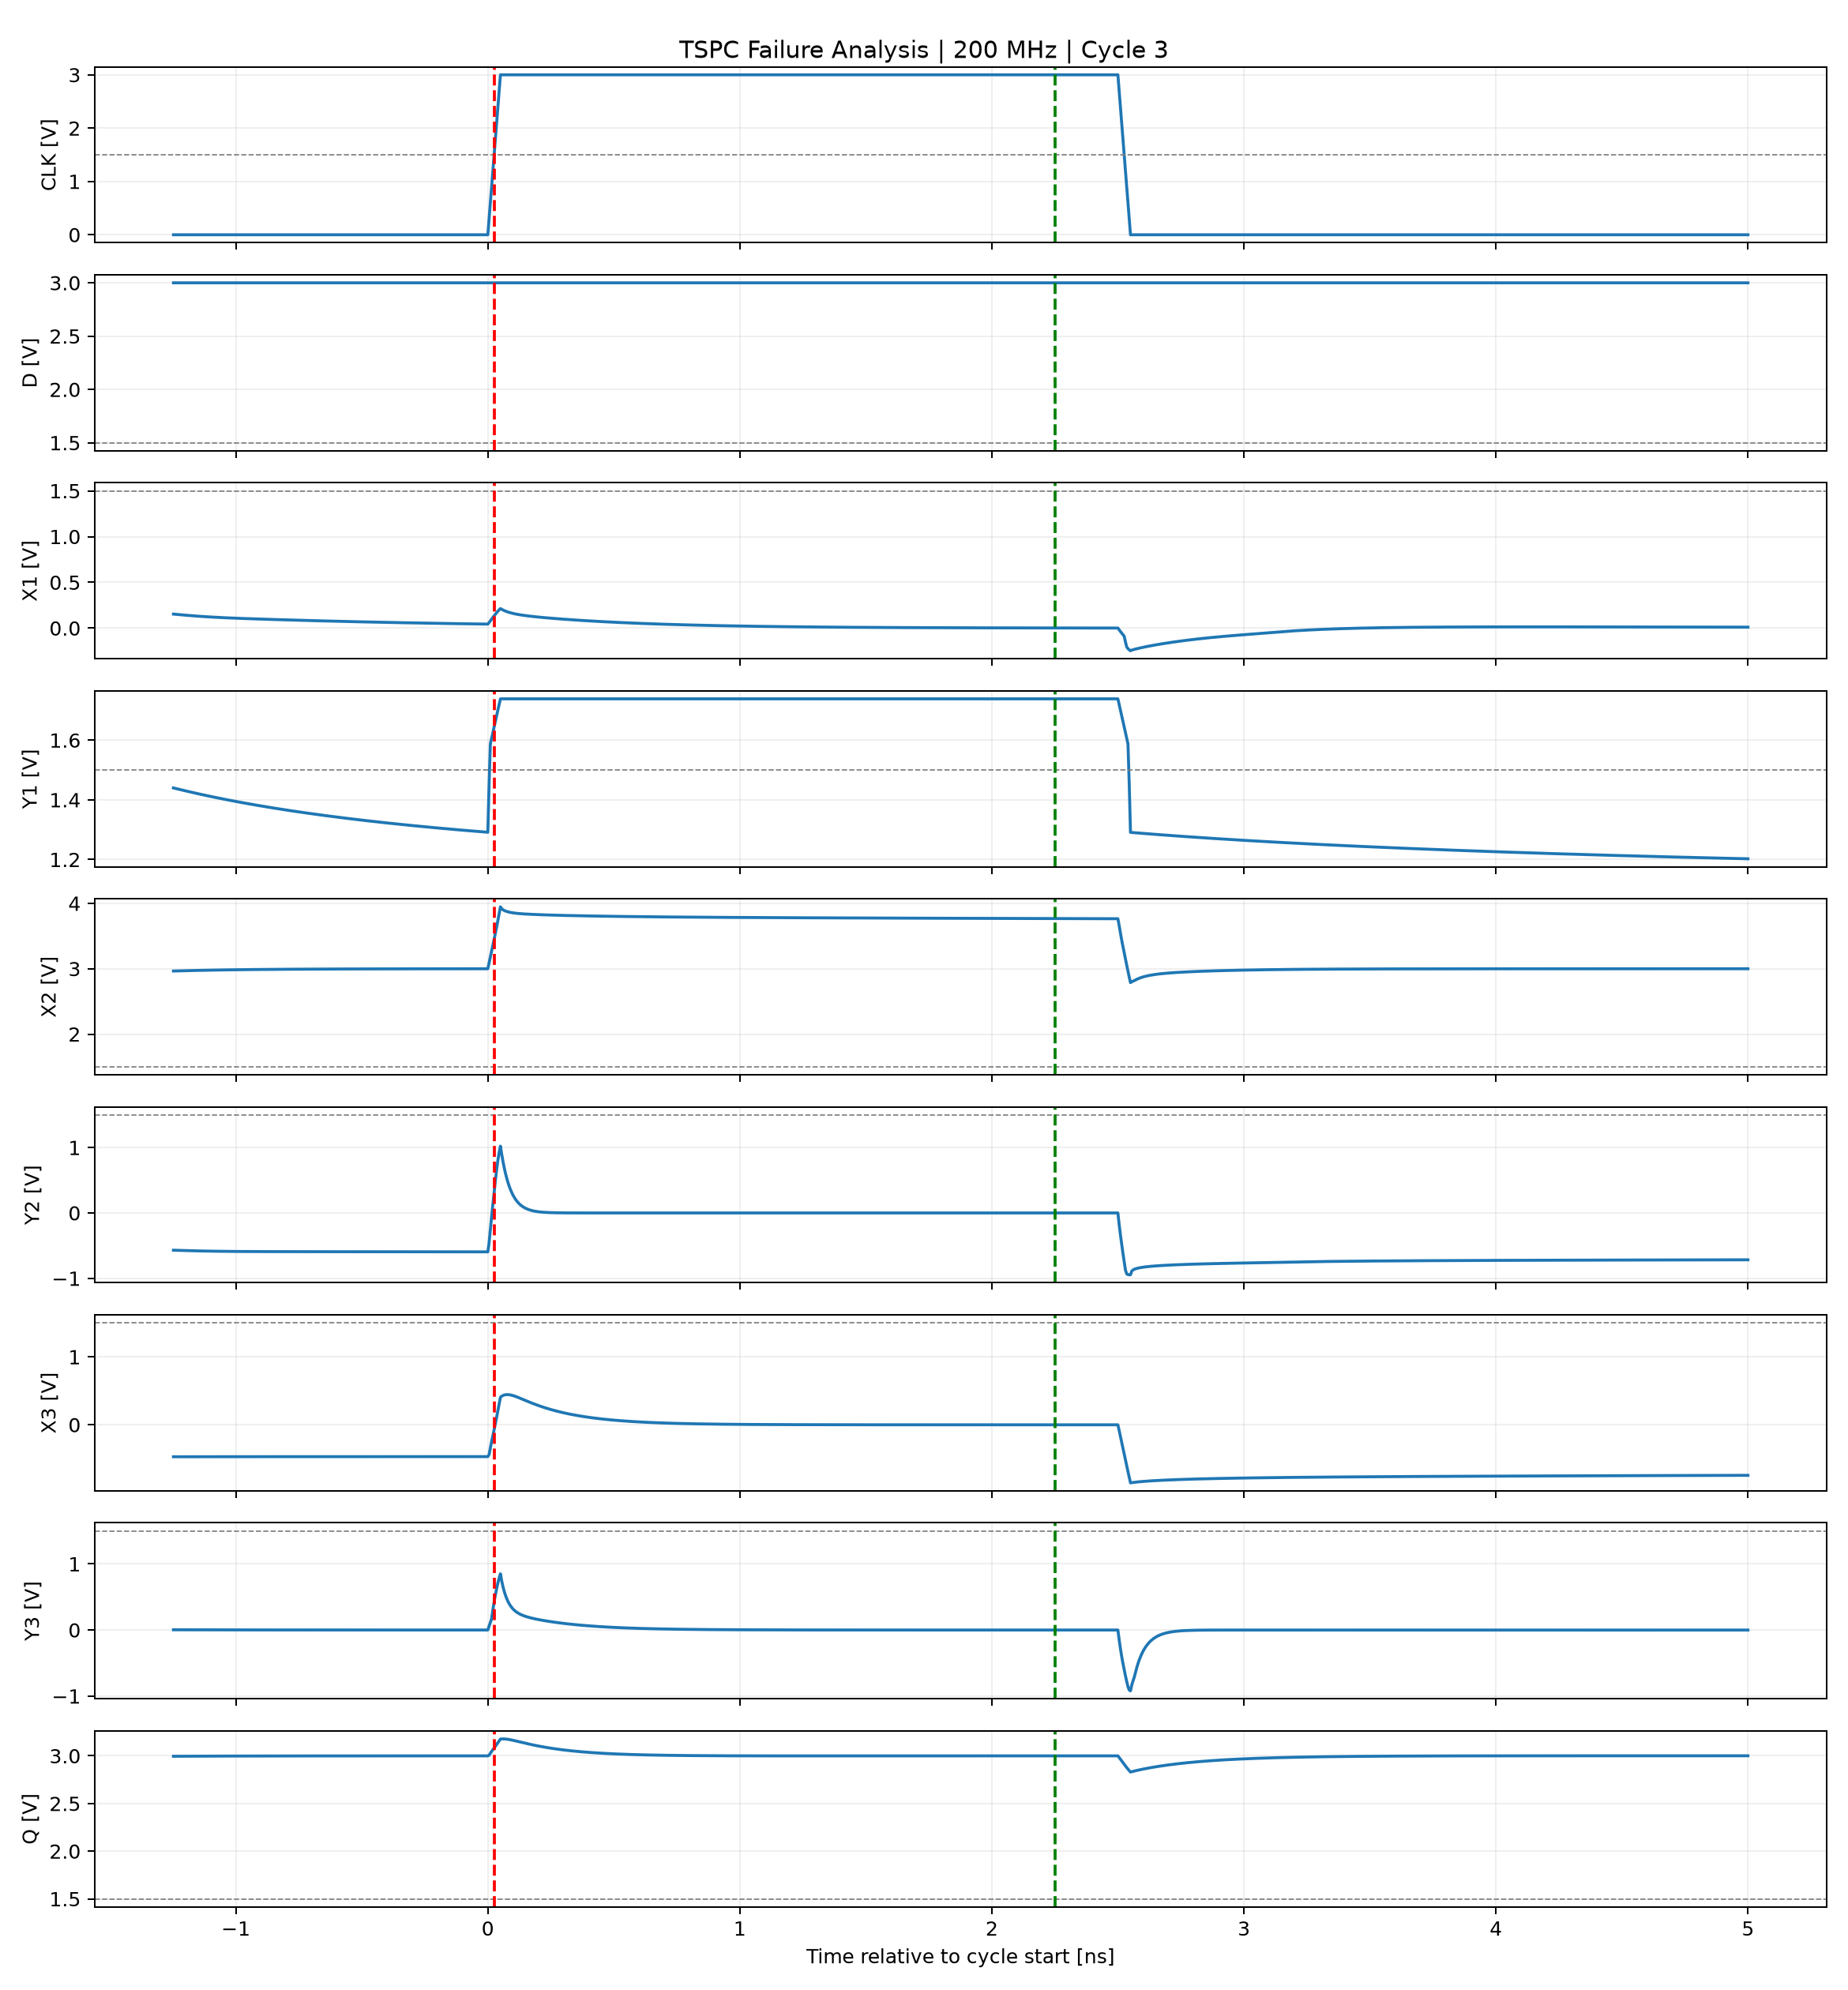 TSPC Failure Analysis | 200 MHz | Cycle 3
CLK [V]
3
2
1
0
D [V]
3.0
2.5
2.0
1.5
X1 [V]
1.5
1.0
0.5
0.0
Y1 [V]
1.6
1.4
1.2
X2 [V]
4
3
2
Y2 [V]
1
0
−1
X3 [V]
1
0
Y3 [V]
1
0
−1
Q [V]
3.0
2.5
2.0
1.5
−1 0 1 2 3 4 5
Time relative to cycle start [ns]